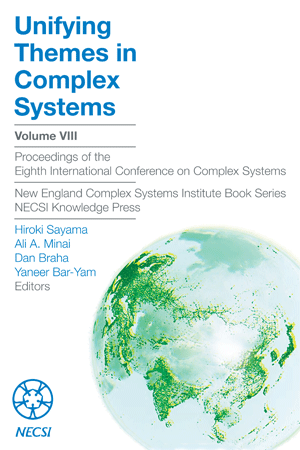 Unifying
Themes in
Complex
Systems
Volume VIII
Proceedings of the
Eighth International Conference on Complex Systems
New England Complex Systems Institute Book Series
NECSI Knowledge Press
Hiroki Sayama
Ali A. Minai
Dan Braha
Yaneer Bar-Yam
Editors
NECSI